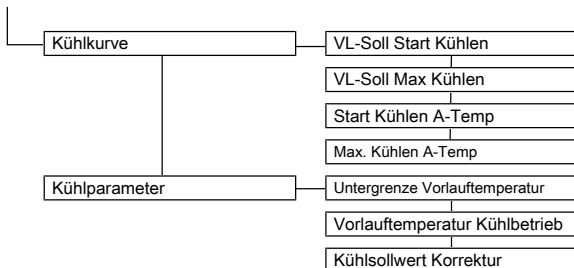 Kühlkurve
VL-Soll Start Kühlen
VL-Soll Max Kühlen
Start Kühlen A-Temp
Max. Kühlen A-Temp
Kühlparameter
Untergrenze Vorlauftemperatur
Vorlauftemperatur Kühlbetrieb
Kühlsollwert Korrektur